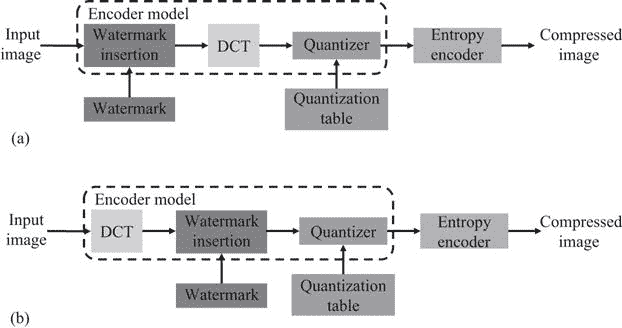 Encoder model
Input
image
Watermark
insertion
DCT
Quantizer
Entropy
encoder
Compressed
image
Watermark
Quantization
table
(a)
Encoder model
Input
image
DCT
Watermark
insertion
Quantizer
Entropy
encoder
Compressed
image
Watermark
Quantization
table
(b)